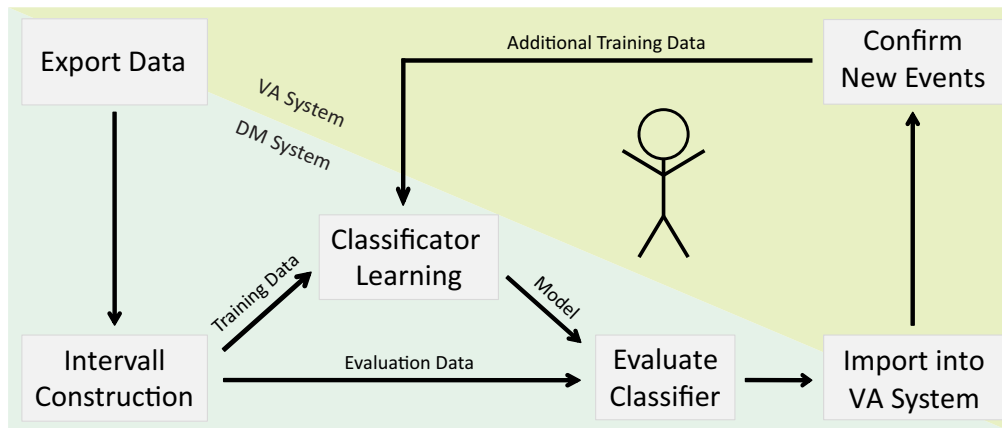 Export Data
VA System
DM System
Additional Training Data
Confirm
New Events
Classificator
Learning
Training Data
Model
Intervall
Construction
Evaluation Data
Evaluate
Classifier
Import into
VA System